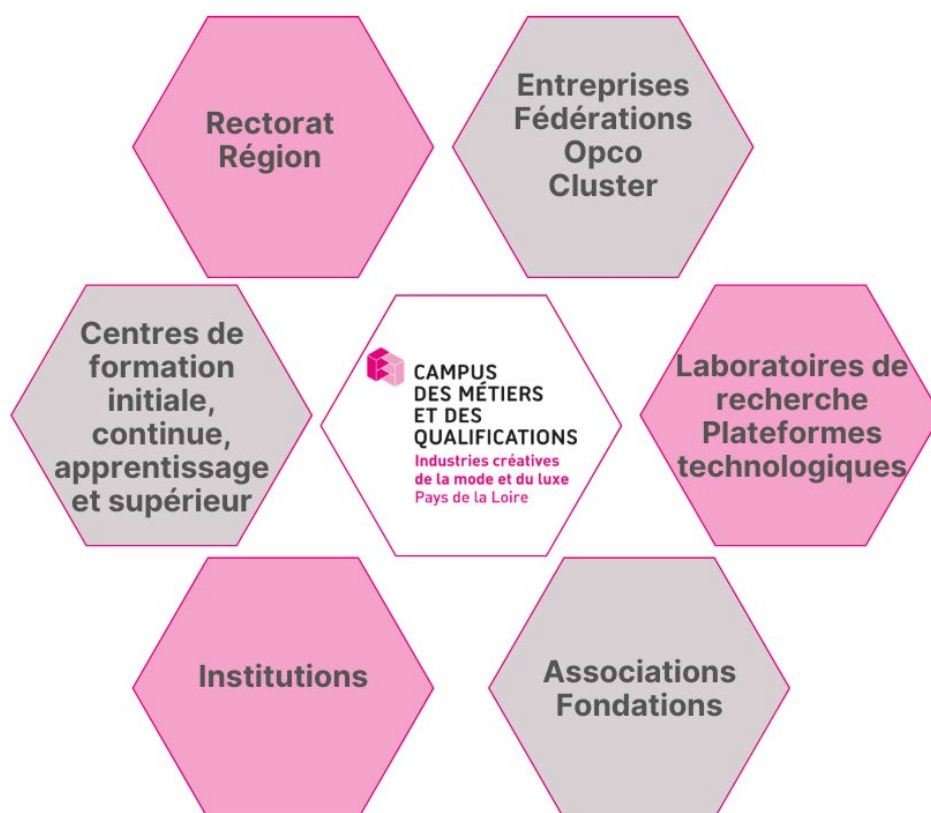 Rectorat
Région
Entreprises
Fédérations
Opco
Cluster
Centres de
formation
initiale,
continue,
apprentissage
et supérieur
CAMPUS
DES MÉTIERS
ET DES
QUALIFICATIONS
Industries créatives
de la mode et du luxe
Pays de la Loire
Laboratoires de
recherche
Plateformes
technologiques
Institutions
Associations
Fondations